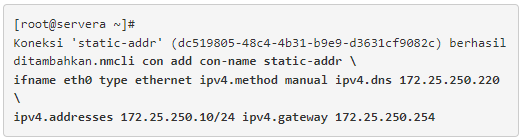 [root@servera ~]#
Koneksi 'static-addr' (dc519805-48c4-4b31-b9e9-d3631cf9082c) berhasil
ditambahkan.nmcli con add con-name static-addr \
ifname eth0 type ethernet ipv4.method manual ipv4.dns 172.25.250.220
\
ipv4.addresses 172.25.250.10/24 ipv4.gateway 172.25.250.254